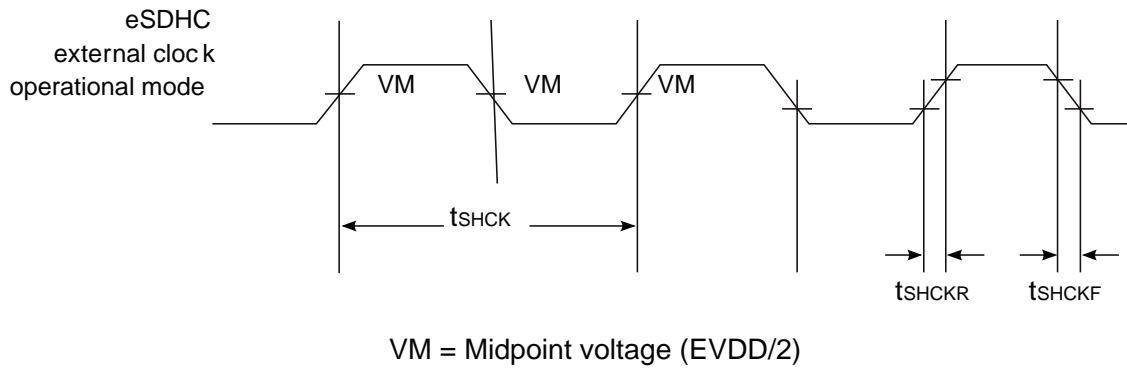 eSDHC
external clock
operational mode
VM VM VM
tSHCK
tSHCKR tSHCKF
VM = Midpoint voltage (EVDD/2)